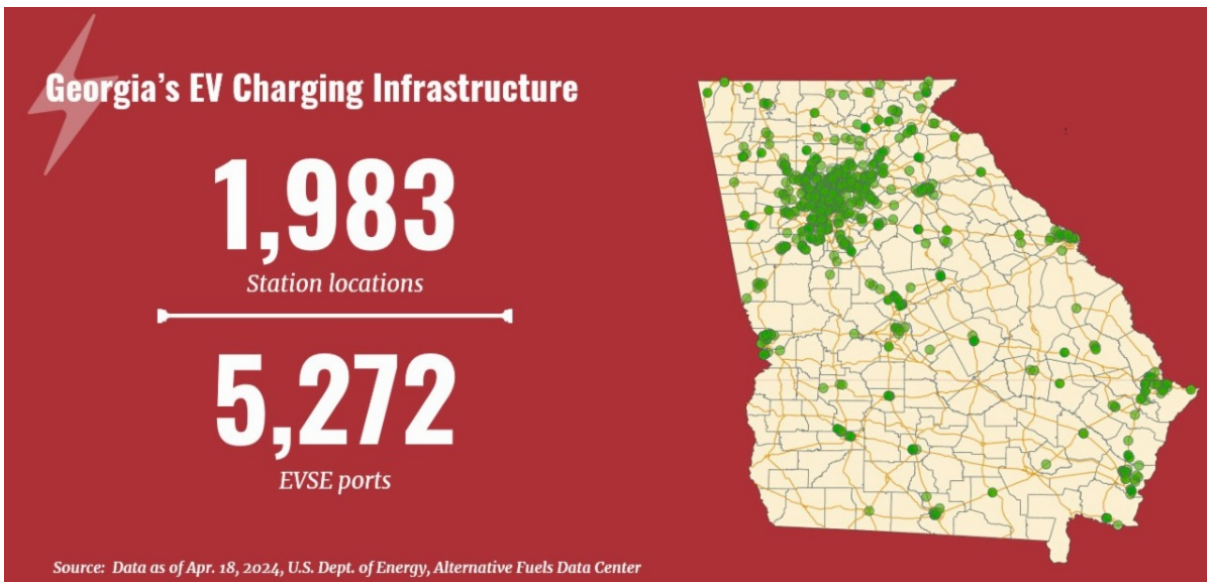 Georgia's EV Charging Infrastructure
1,983
Station locations
5,272
EVSE ports
Source: Data as of Apr. 18, 2024, U.S. Dept. of Energy, Alternative Fuels Data Center